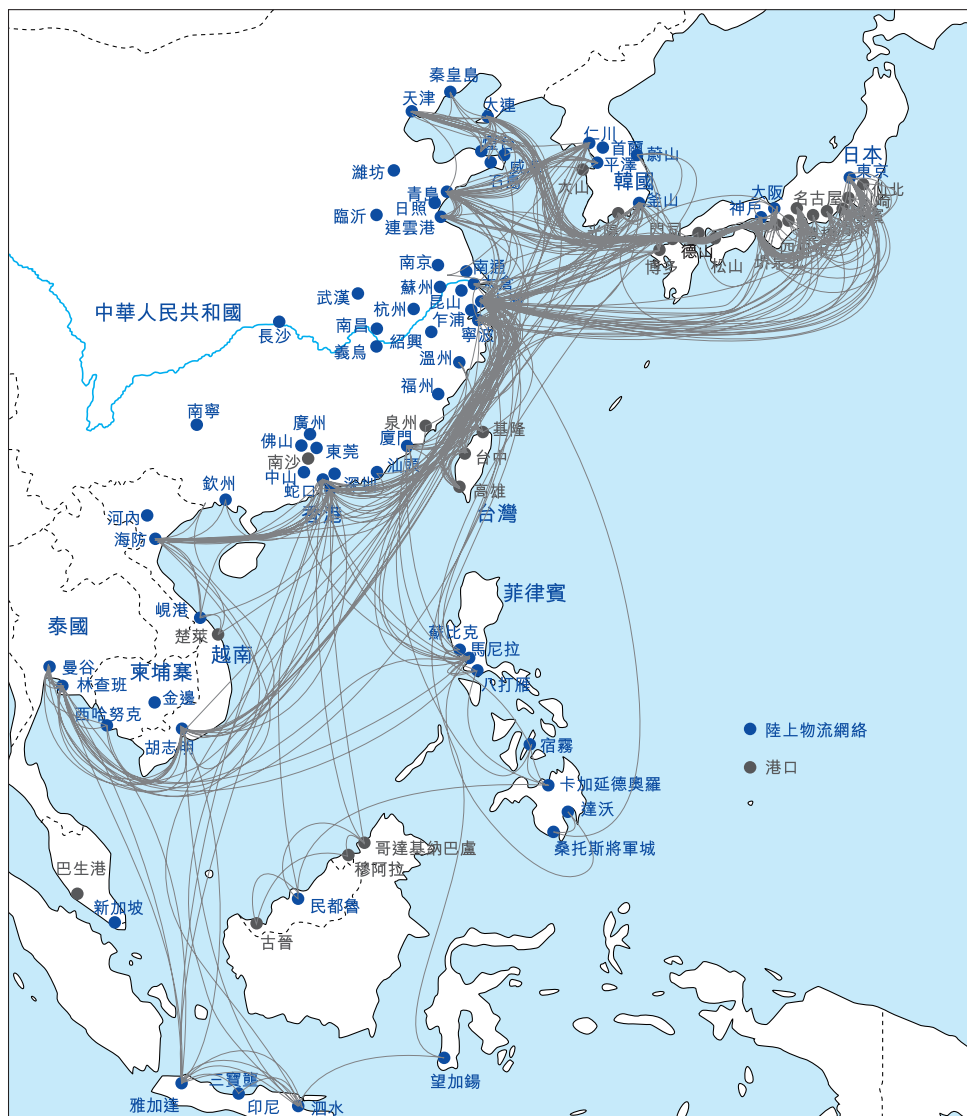 秦皇島
天津
大連
仁川
首爾
蔚山
日本
東京
平澤
濰坊
大山
韓國
青島
日照
釜山
大阪
名古屋
臨沂
連雲港
神戶
門司
德山
博多
松山
南京
南通
蘇州
武漢
昆山
杭州
中華人民共和國
乍浦
長沙
南昌
紹興
寧波
義烏
溫州
福州
南寧
廣州
泉州
佛山
東莞
廈門
基隆
南沙
台中
中山
汕頭
欽州
蛇口
深圳
高雄
香港
台灣
河內
海防
菲律賓
峴港
泰國
楚萊
蘇比克
越南
馬尼拉
曼谷
柬埔寨
林查班
八打雁
金邊
西哈努克
陸上物流網絡
胡志明
宿霧
港口
卡加延德奧羅
達沃
哥達基納巴盧
桑托斯將軍城
穆阿拉
巴生港
新加坡
民都魯
古晉
望加錫
三寶壟
雅加達
印尼
泗水